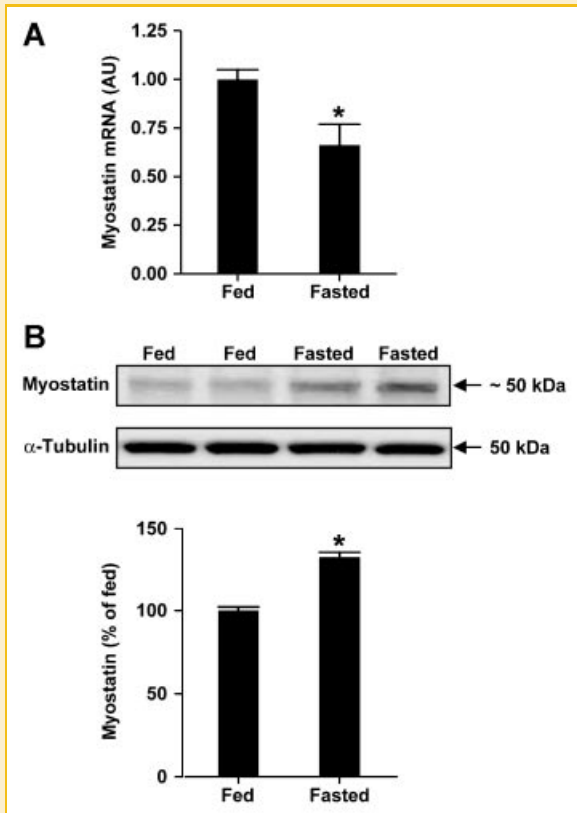 A
Myostatin mRNA (AU)
1.25
1.00
0.75
0.50
0.25
0.00
*
Fed Fasted
B
Fed Fed Fasted Fasted
Myostatin ~ 50 kDa
α-Tubulin 50 kDa
Myostatin (% of fed)
150
100
50
0
*
Fed Fasted